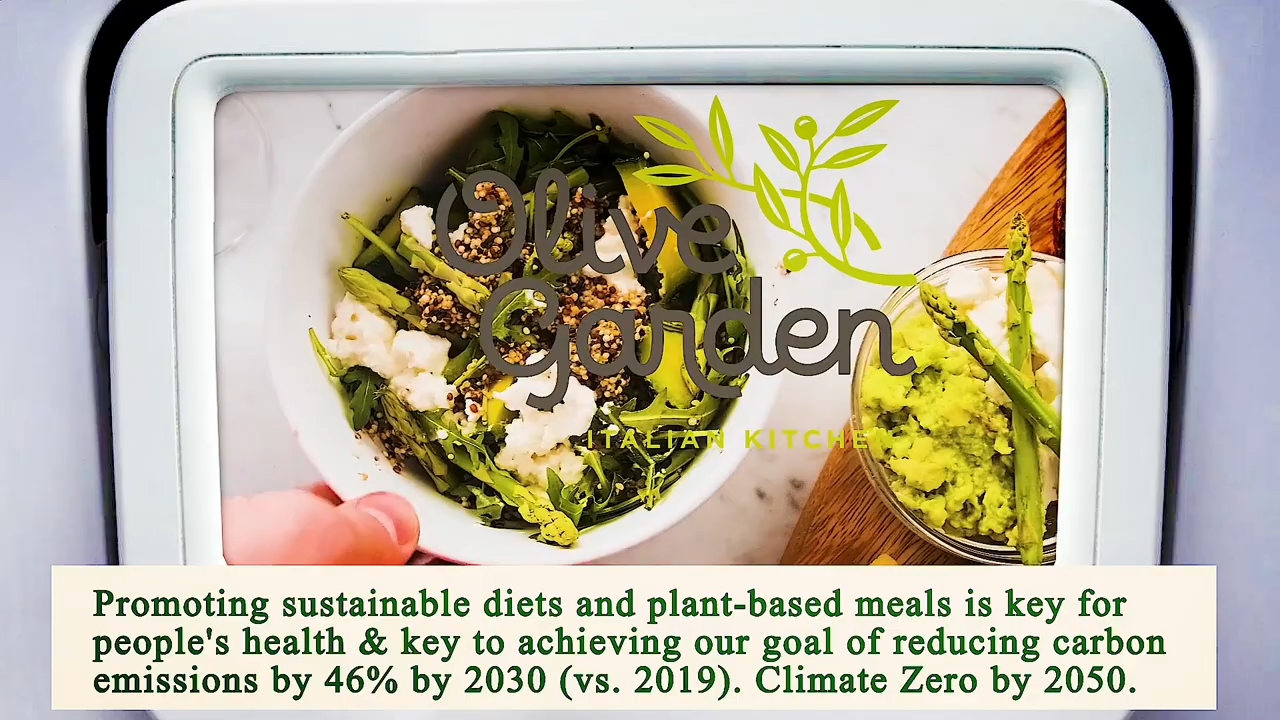 Olive
Garden
ITALIAN KITCHEN
Promoting sustainable diets and plant-based meals is key for
people's health & key to achieving our goal of reducing carbon
emissions by 46% by 2030 (vs. 2019). Climate Zero by 2050.